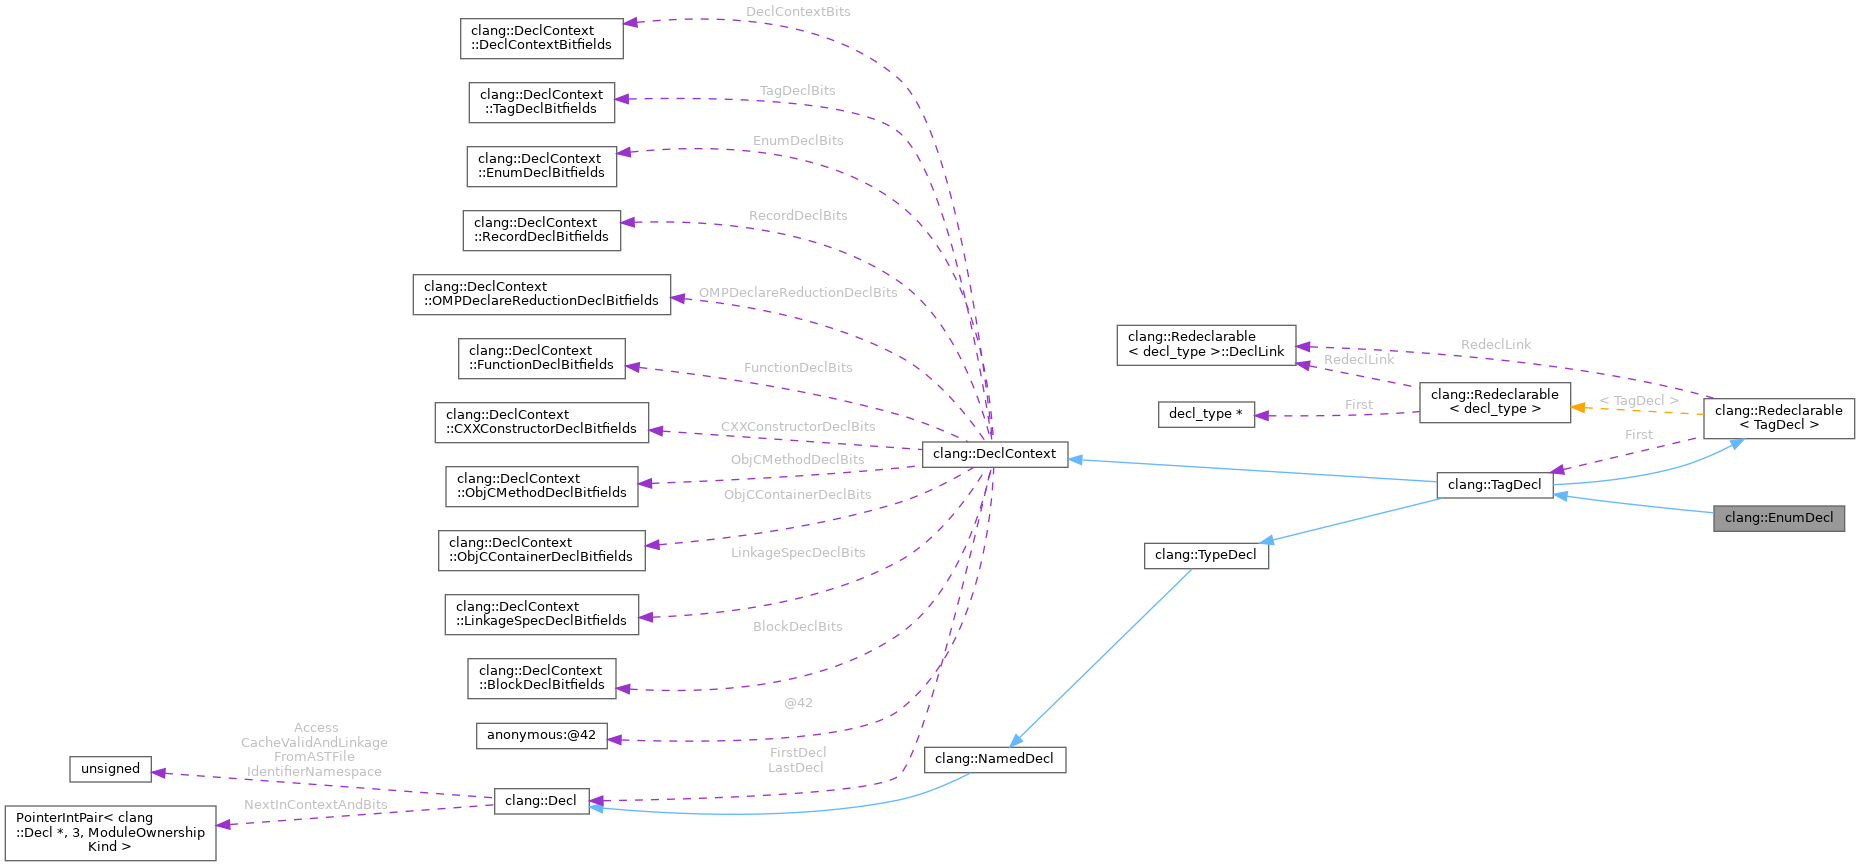 DeclContextBits
clang::DeclContext
::DeclContextBitfields
TagDeclBits
clang::DeclContext
::TagDeclBitfields
EnumDeclBits
clang::DeclContext
::EnumDeclBitfields
RecordDeclBits
clang::DeclContext
::RecordDeclBitfields
OMPDeclareReductionDeclBits
clang::DeclContext
::OMPDeclareReductionDeclBitfields
FunctionDeclBits
clang::DeclContext
::FunctionDeclBitfields
CXXConstructorDeclBits
clang::DeclContext
::CXXConstructorDeclBitfields
ObjCMethodDeclBits
clang::DeclContext
::ObjCMethodDeclBitfields
ObjCContainerDeclBits
clang::DeclContext
::ObjCContainerDeclBitfields
LinkageSpecDeclBits
clang::DeclContext
::LinkageSpecDeclBitfields
BlockDeclBits
clang::DeclContext
::BlockDeclBitfields
@42
anonymous:@42
FirstDecl
LastDecl
Access
CacheValidAndLinkage
FromASTFile
IdentifierNamespace
unsigned
NextInContextAndBits
PointerIntPair< clang
::Decl *, 3, ModuleOwnership
Kind >
clang::Decl
clang::DeclContext
clang::NamedDecl
clang::TypeDecl
clang::Redeclarable
< decl_type >::DeclLink
RedeclLink
RedeclLink
decl_type *
First
clang::Redeclarable
< decl_type >
< TagDecl >
clang::Redeclarable
< TagDecl >
First
clang::TagDecl
clang::EnumDecl